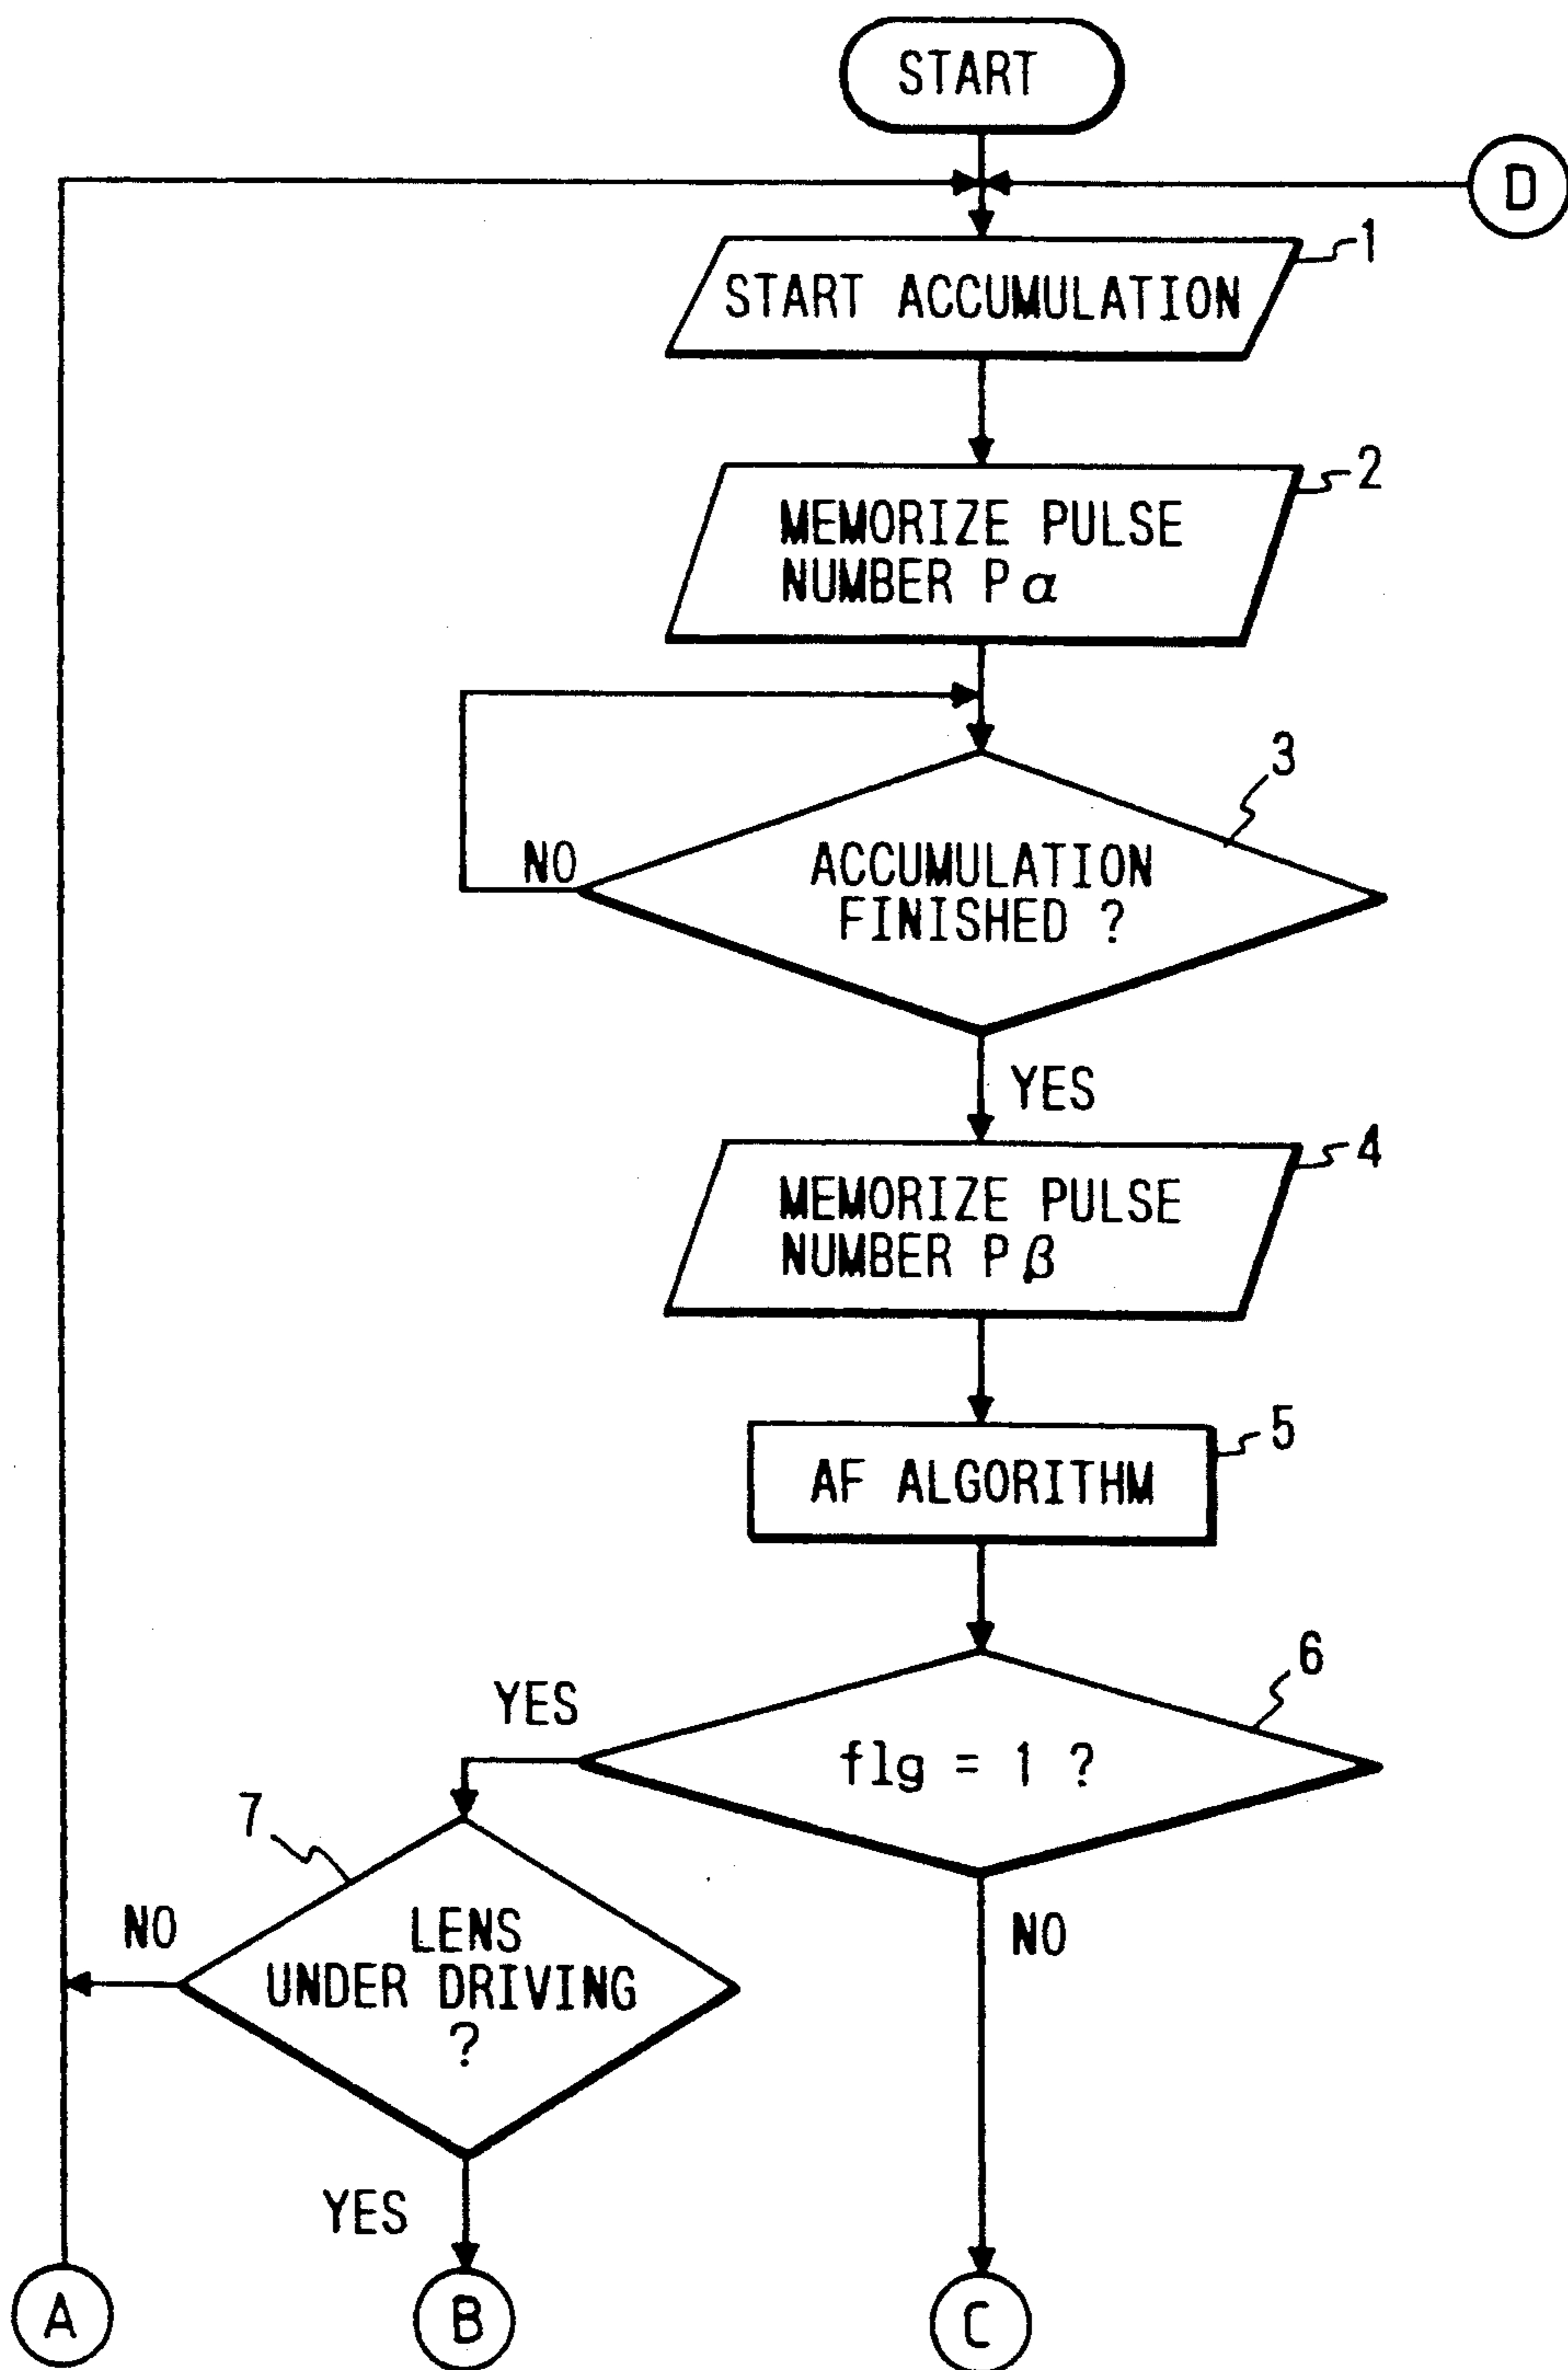 START
D
1
START ACCUMULATION
2
MEMORIZE PULSE
NUMBER Pα
3
NO
ACCUMULATION
FINISHED ?
YES
4
MEMORIZE PULSE
NUMBER Pβ
5
AF ALGORITHM
6
YES
flg = 1 ?
7
NO
LENS
UNDER DRIVING
?
NO
YES
A
B
C